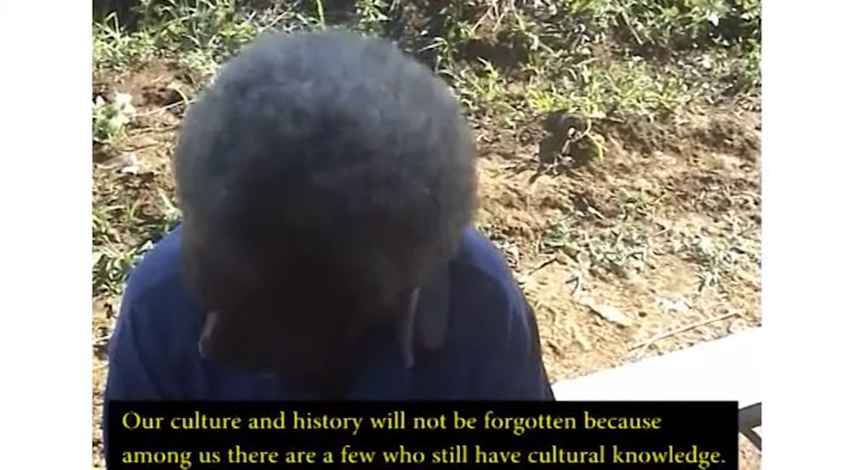 Our culture and history will not be forgotten because
among us there are a few who still have cultural knowledge.